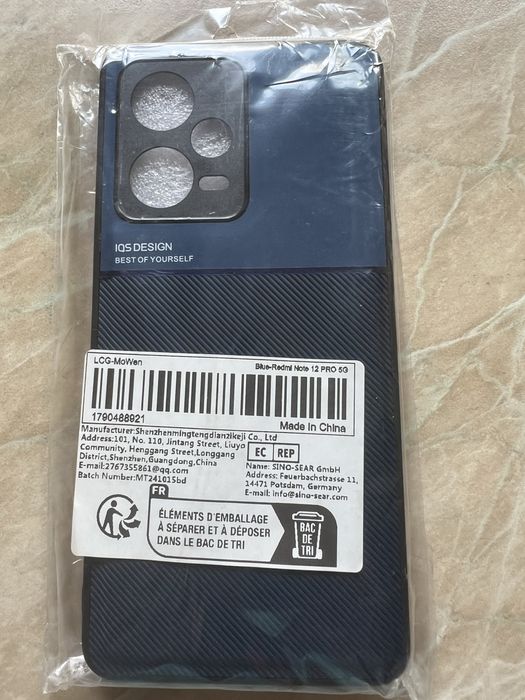 IQS DESIGN
BEST OF YOURSELF
LCG-MoWen
Blue-Redmi Note 12 PRO 5G
1790488921
Made In China
Manufacturer:Shenzhenmingtengdianzikeji Co., Ltd
Address:101, No. 110, Jintang Street, Liuyo
Community, Henggang Street,Longgang
District,Shenzhen,Guangdong,China
E-mail:2767355861@qq.com
Batch Number:MT241015bd
EC REP
Name: SINO-SEAR GmbH
Address: Feuerbachstrasse 11,
14471 Potsdam, Germany
E-mail: info@sino-sear.com
FR
ÉLÉMENTS D'EMBALLAGE
À SÉPARER ET À DÉPOSER
DANS LE BAC DE TRI
BAC
DE
TRI